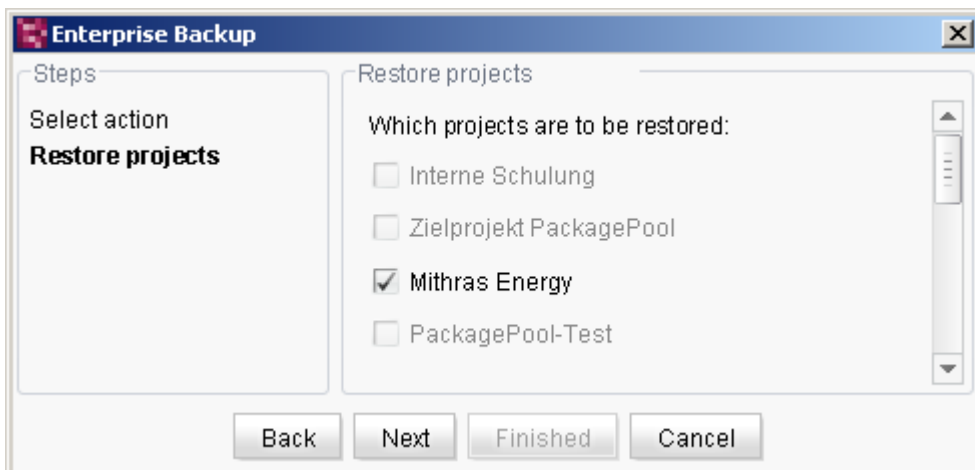 Enterprise Backup
Steps
Select action
Restore projects
Restore projects
Which projects are to be restored:
Interne Schulung
Zielprojekt PackagePool
Mithras Energy
PackagePool-Test
Back Next Finished Cancel